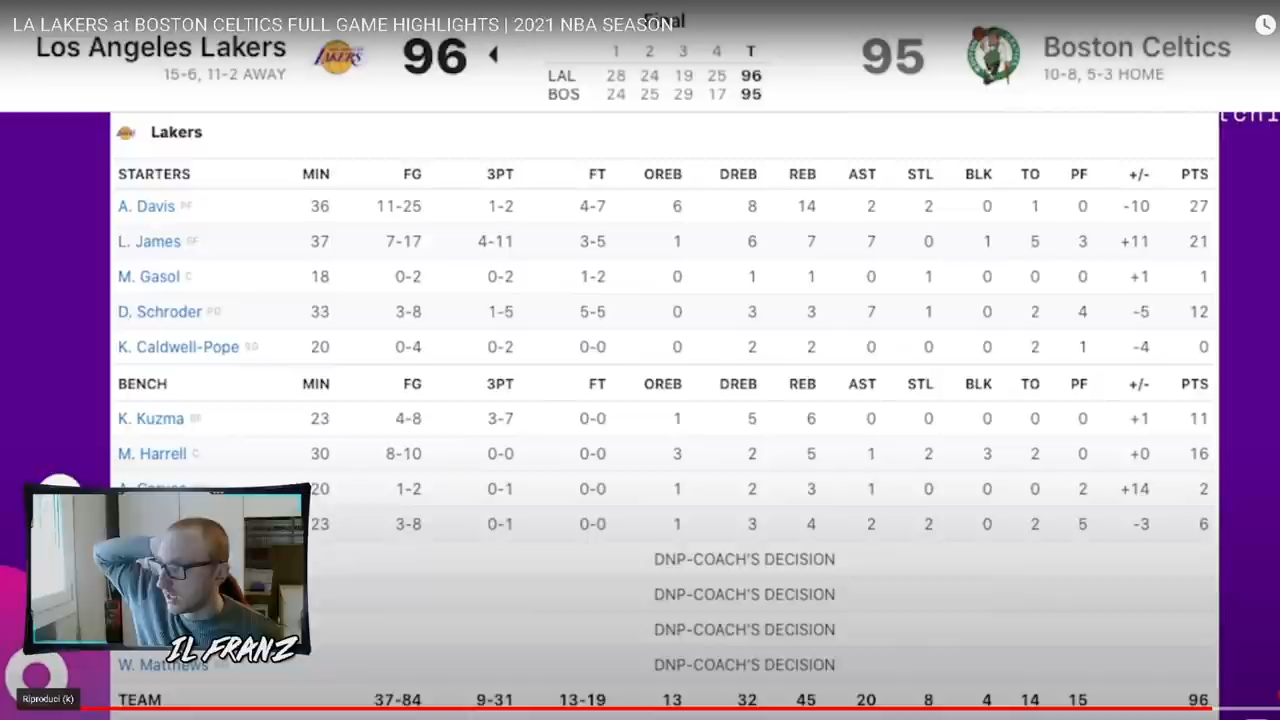 LA LAKERS at BOSTON CELTICS FULL GAME HIGHLIGHTS | 2021 NBA SEASON
Final
Los Angeles Lakers
15-6, 11-2 AWAY
LAKERS
96
1 2 3 4 T
LAL 28 24 19 25 96
BOS 24 25 29 17 95
95
Boston Celtics
10-8, 5-3 HOME
Lakers
STARTERS MIN FG 3PT FT OREB DREB REB AST STL BLK TO PF +/- PTS
A. Davis PF 36 11-25 1-2 4-7 6 8 14 2 2 0 1 0 -10 27
L. James SF 37 7-17 4-11 3-5 1 6 7 7 0 1 5 3 +11 21
M. Gasol C 18 0-2 0-2 1-2 0 1 1 0 1 0 0 0 +1 1
D. Schroder PG 33 3-8 1-5 5-5 0 3 3 7 1 0 2 4 -5 12
K. Caldwell-Pope SG 20 0-4 0-2 0-0 0 2 2 0 0 0 2 1 -4 0
BENCH MIN FG 3PT FT OREB DREB REB AST STL BLK TO PF +/- PTS
K. Kuzma 23 4-8 3-7 0-0 1 5 6 0 0 0 0 0 +1 11
M. Harrell C 30 8-10 0-0 0-0 3 2 5 1 2 3 2 0 +0 16
20 1-2 0-1 0-0 1 2 3 1 0 0 0 2 +14 2
23 3-8 0-1 0-0 1 3 4 2 2 0 2 5 -3 6
DNP-COACH'S DECISION
DNP-COACH'S DECISION
DNP-COACH'S DECISION
W. Matthews DNP-COACH'S DECISION
TEAM 37-84 9-31 13-19 13 32 45 20 8 4 14 15 96
IL FRANZ
Riproduci (k)